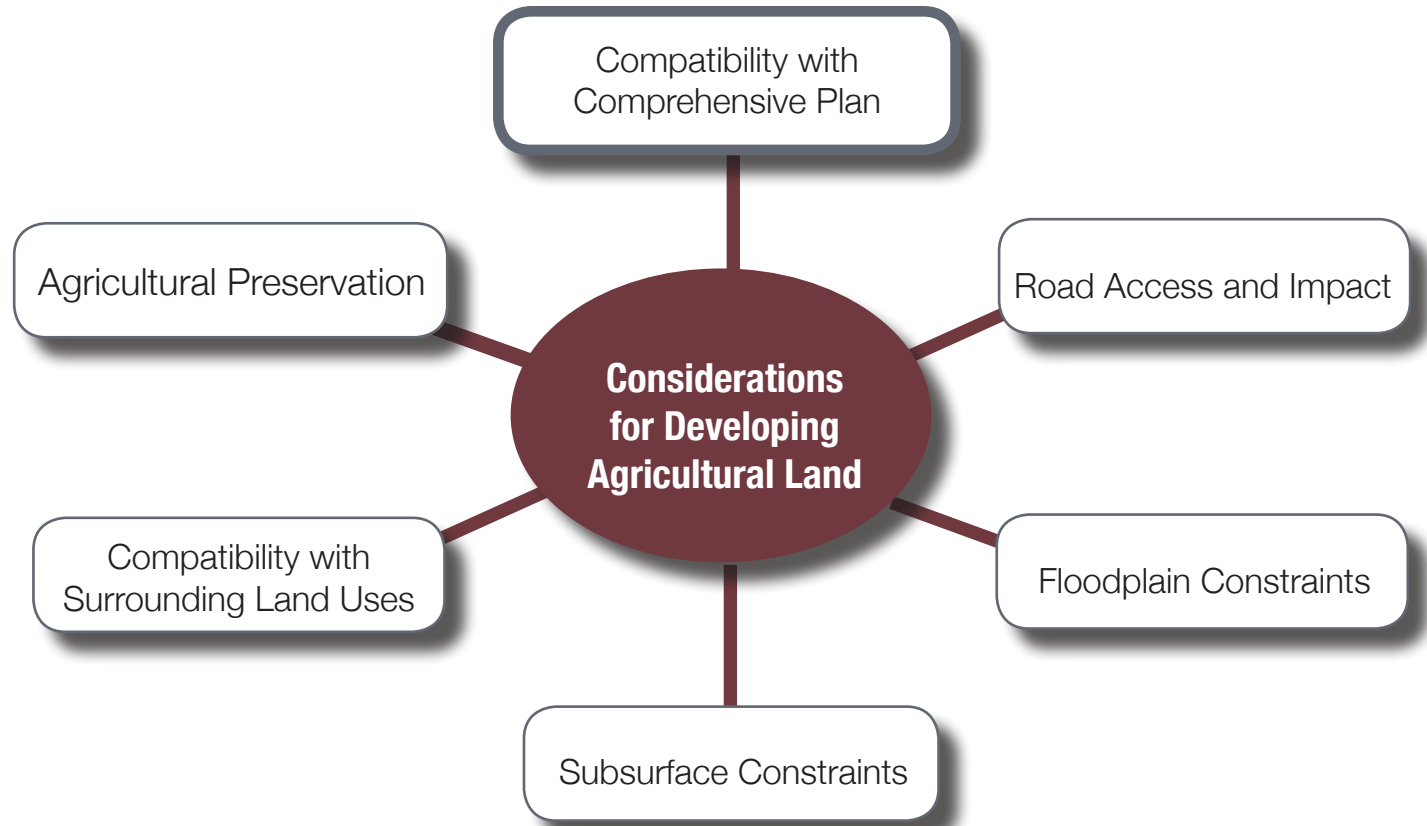 Compatibility with
Comprehensive Plan
Agricultural Preservation
Road Access and Impact
Considerations
for Developing
Agricultural Land
Compatibility with
Surrounding Land Uses
Floodplain Constraints
Subsurface Constraints